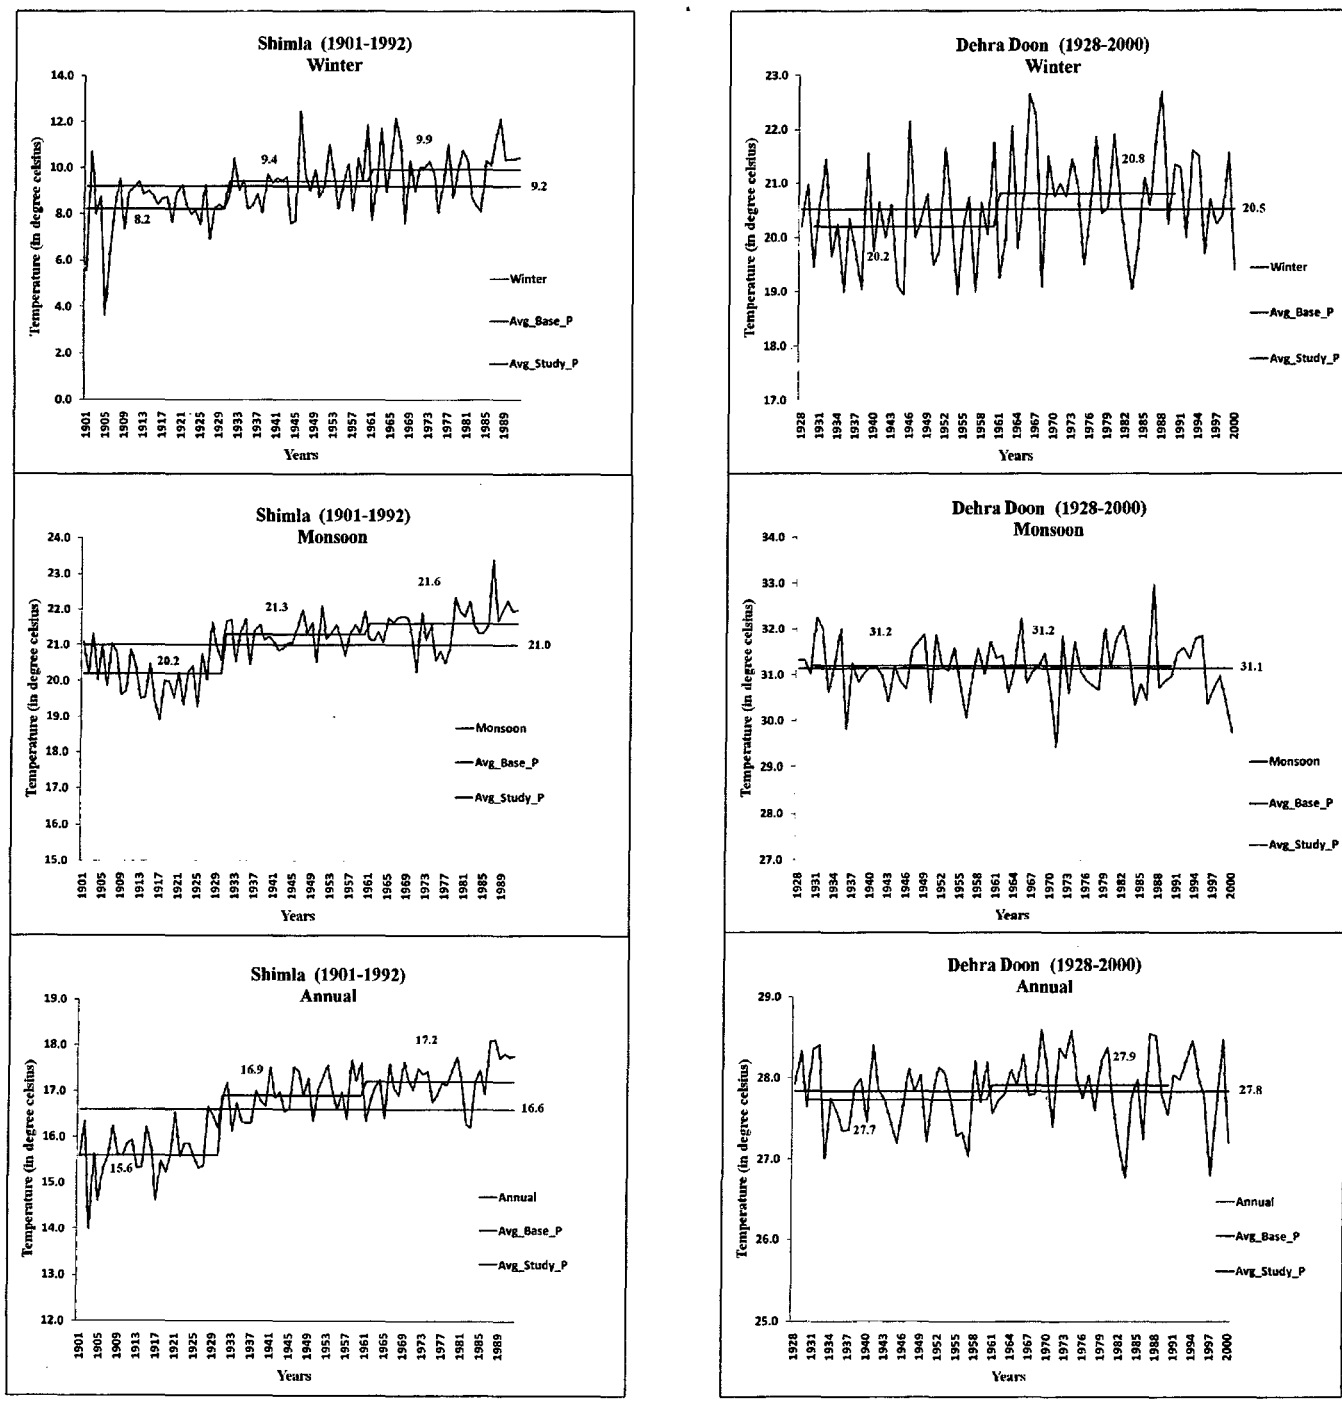 Shimla (1901-1992)
Winter
Temperature (in degree celsius)
14.0
12.0
10.0
8.0
6.0
4.0
2.0
0.0
8.2
9.4
9.9
9.2
Winter
Avg_Base_P
Avg_Study_P
1901 1905 1909 1913 1917 1921 1925 1929 1933 1937 1941 1945 1949 1953 1957 1961 1965 1969 1973 1977 1981 1985 1989
Years
Dehra Doon (1928-2000)
Winter
Temperature (in degree celsius)
23.0
22.0
21.0
20.0
19.0
18.0
17.0
20.2
20.8
20.5
Winter
Avg_Base_P
Avg_Study_P
1928 1931 1934 1937 1940 1943 1946 1949 1952 1955 1958 1961 1964 1967 1970 1973 1976 1979 1982 1985 1988 1991 1994 1997 2000
Years
Shimla (1901-1992)
Monsoon
Temperature (in degree celsius)
24.0
23.0
22.0
21.0
20.0
19.0
18.0
17.0
16.0
15.0
20.2
21.3
21.6
21.0
Monsoon
Avg_Base_P
Avg_Study_P
1901 1905 1909 1913 1917 1921 1925 1929 1933 1937 1941 1945 1949 1953 1957 1961 1965 1969 1973 1977 1981 1985 1989
Years
Dehra Doon (1928-2000)
Monsoon
Temperature (in degree celsius)
34.0
33.0
32.0
31.0
30.0
29.0
28.0
27.0
31.2
31.2
31.1
Monsoon
Avg_Base_P
Avg_Study_P
1928 1931 1934 1937 1940 1943 1946 1949 1952 1955 1958 1961 1964 1967 1970 1973 1976 1979 1982 1985 1988 1991 1994 1997 2000
Years
Shimla (1901-1992)
Annual
Temperature (in degree celsius)
19.0
18.0
17.0
16.0
15.0
14.0
13.0
12.0
15.6
16.9
17.2
16.6
Annual
Avg_Base_P
Avg_Study_P
1901 1905 1909 1913 1917 1921 1925 1929 1933 1937 1941 1945 1949 1953 1957 1961 1965 1969 1973 1977 1981 1985 1989
Years
Dehra Doon (1928-2000)
Annual
Temperature (in degree celsius)
29.0
28.0
27.0
26.0
25.0
27.7
27.9
27.8
Annual
Avg_Base_P
Avg_Study_P
1928 1931 1934 1937 1940 1943 1946 1949 1952 1955 1958 1961 1964 1967 1970 1973 1976 1979 1982 1985 1988 1991 1994 1997 2000
Years